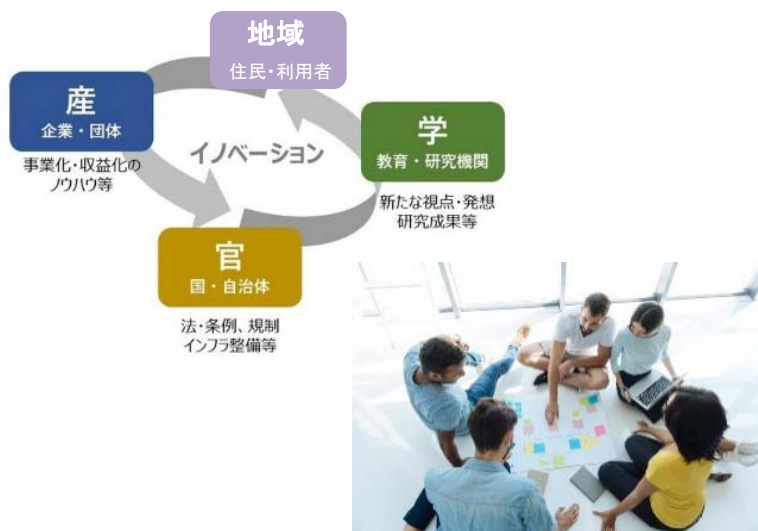 地域
住民・利用者
産
企業・団体
事業化・収益化の
ノウハウ等
イノベーション
学
教育・研究機関
新たな視点・発想
研究成果等
官
国・自治体
法・条例、規制
インフラ整備等